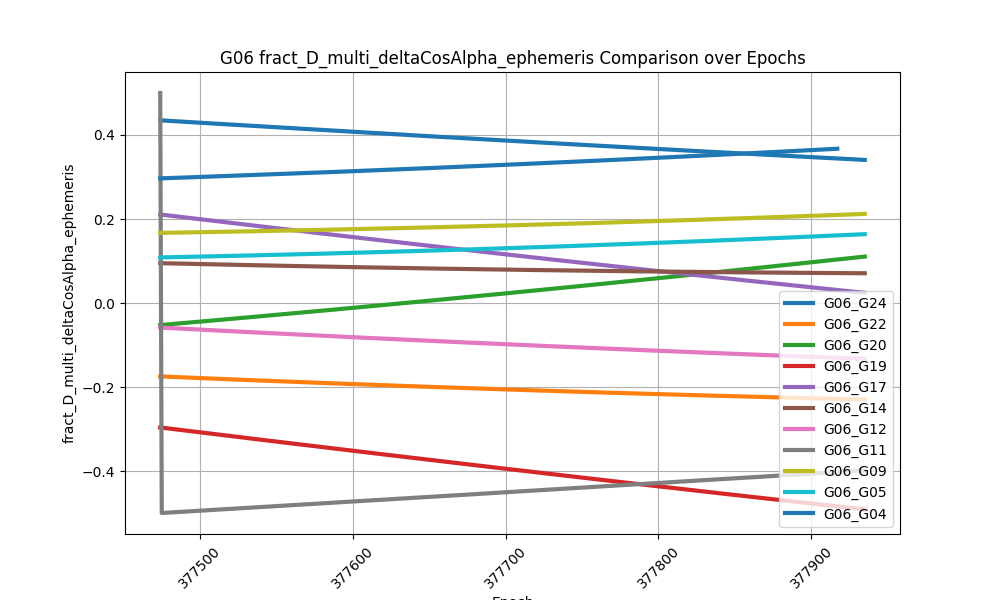 G06 fract_D_multi_deltaCosAlpha_ephemeris Comparison over Epochs
fract_D_multi_deltaCosAlpha_ephemeris
0.4
0.2
0.0
−0.2
−0.4
G06_G24
G06_G22
G06_G20
G06_G19
G06_G17
G06_G14
G06_G12
G06_G11
G06_G09
G06_G05
G06_G04
377500
377600
377700
377800
377900
Epoch